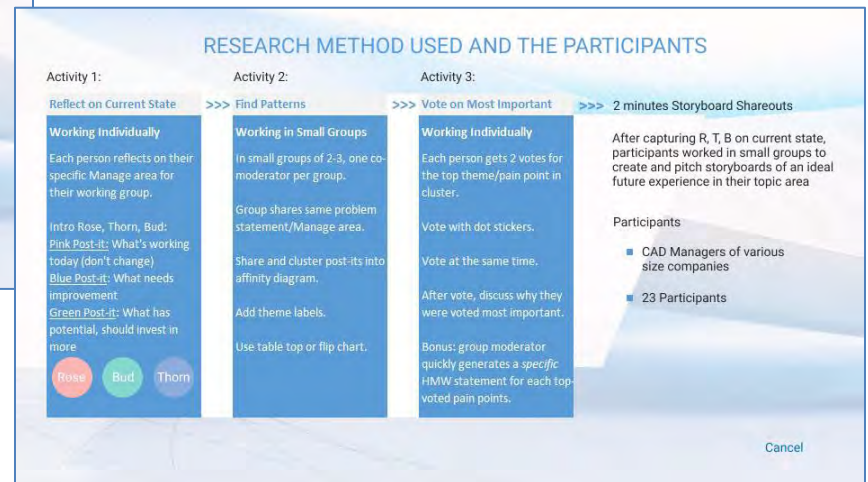 RESEARCH METHOD USED AND THE PARTICIPANTS
Activity 1:
Reflect on Current State
Working Individually
Each person reflects on their
specific Manage area for
their working group.
Intro Rose, Thorn, Bud:
Pink Post-it: What's working
today (don't change)
Blue Post-it: What needs
improvement
Green Post-it: What has
potential, should invest in
more
Rose Bud Thorn
Activity 2:
>>> Find Patterns
Working in Small Groups
In small groups of 2-3, one co-
moderator per group.
Group shares same problem
statement/Manage area.
Share and cluster post-its into
affinity diagram.
Add theme labels.
Use table top or flip chart.
Activity 3:
>>> Vote on Most Important
Working Individually
Each person gets 2 votes for
the top theme/pain point in
cluster.
Vote with dot stickers.
Vote at the same time.
After vote, discuss why they
were voted most important.
Bonus: group moderator
quickly generates a specific
HMW statement for each top-
voted pain points.
>>> 2 minutes Storyboard Shareouts
After capturing R, T, B on current state,
participants worked in small groups to
create and pitch storyboards of an ideal
future experience in their topic area
Participants
CAD Managers of various
size companies
23 Participants
Cancel